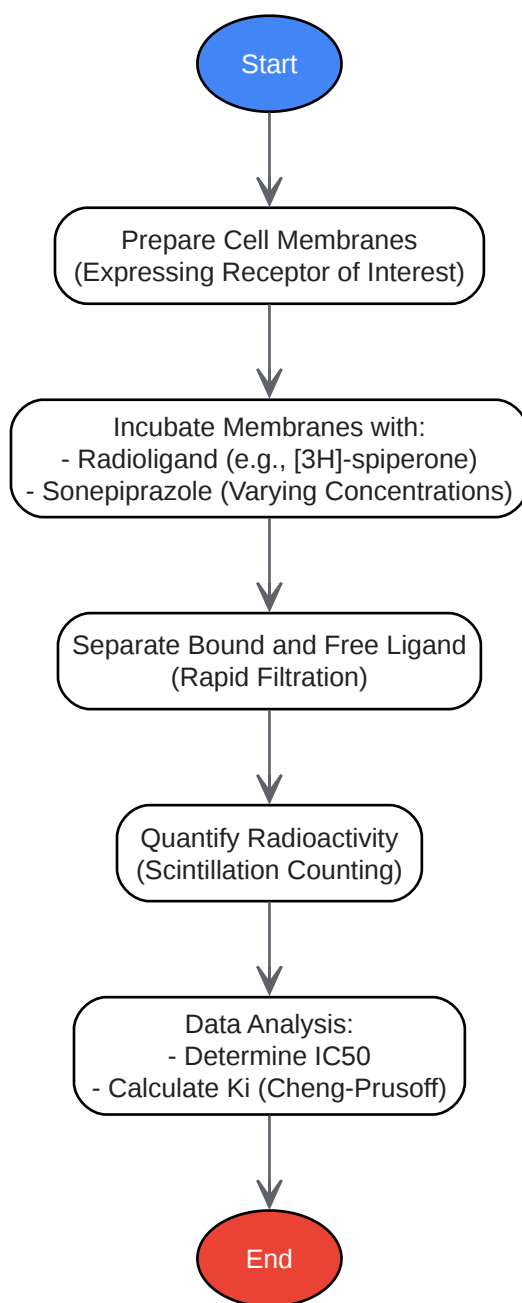 Start
Prepare Cell Membranes
(Expressing Receptor of Interest)
Incubate Membranes with:
- Radioligand (e.g., [3H]-spiperone)
- Sonepiprazole (Varying Concentrations)
Separate Bound and Free Ligand
(Rapid Filtration)
Quantify Radioactivity
(Scintillation Counting)
Data Analysis:
- Determine IC50
- Calculate Ki (Cheng-Prusoff)
End